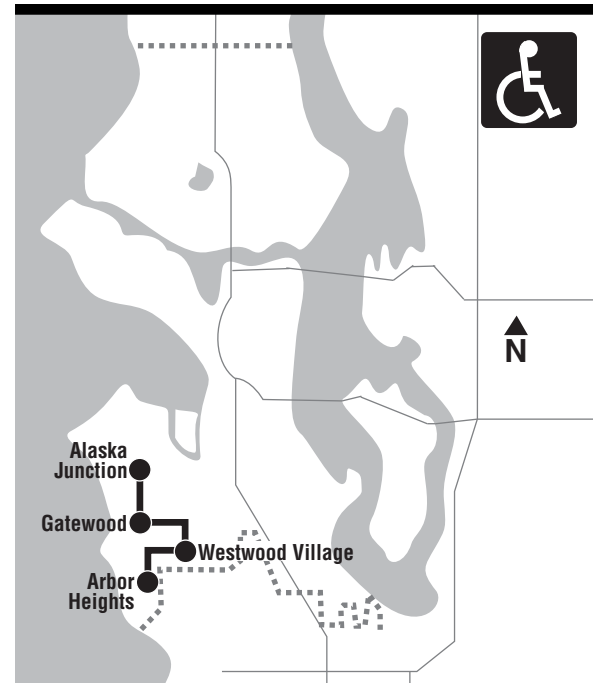 N
Alaska
Junction
Gatewood
Westwood Village
Arbor
Heights